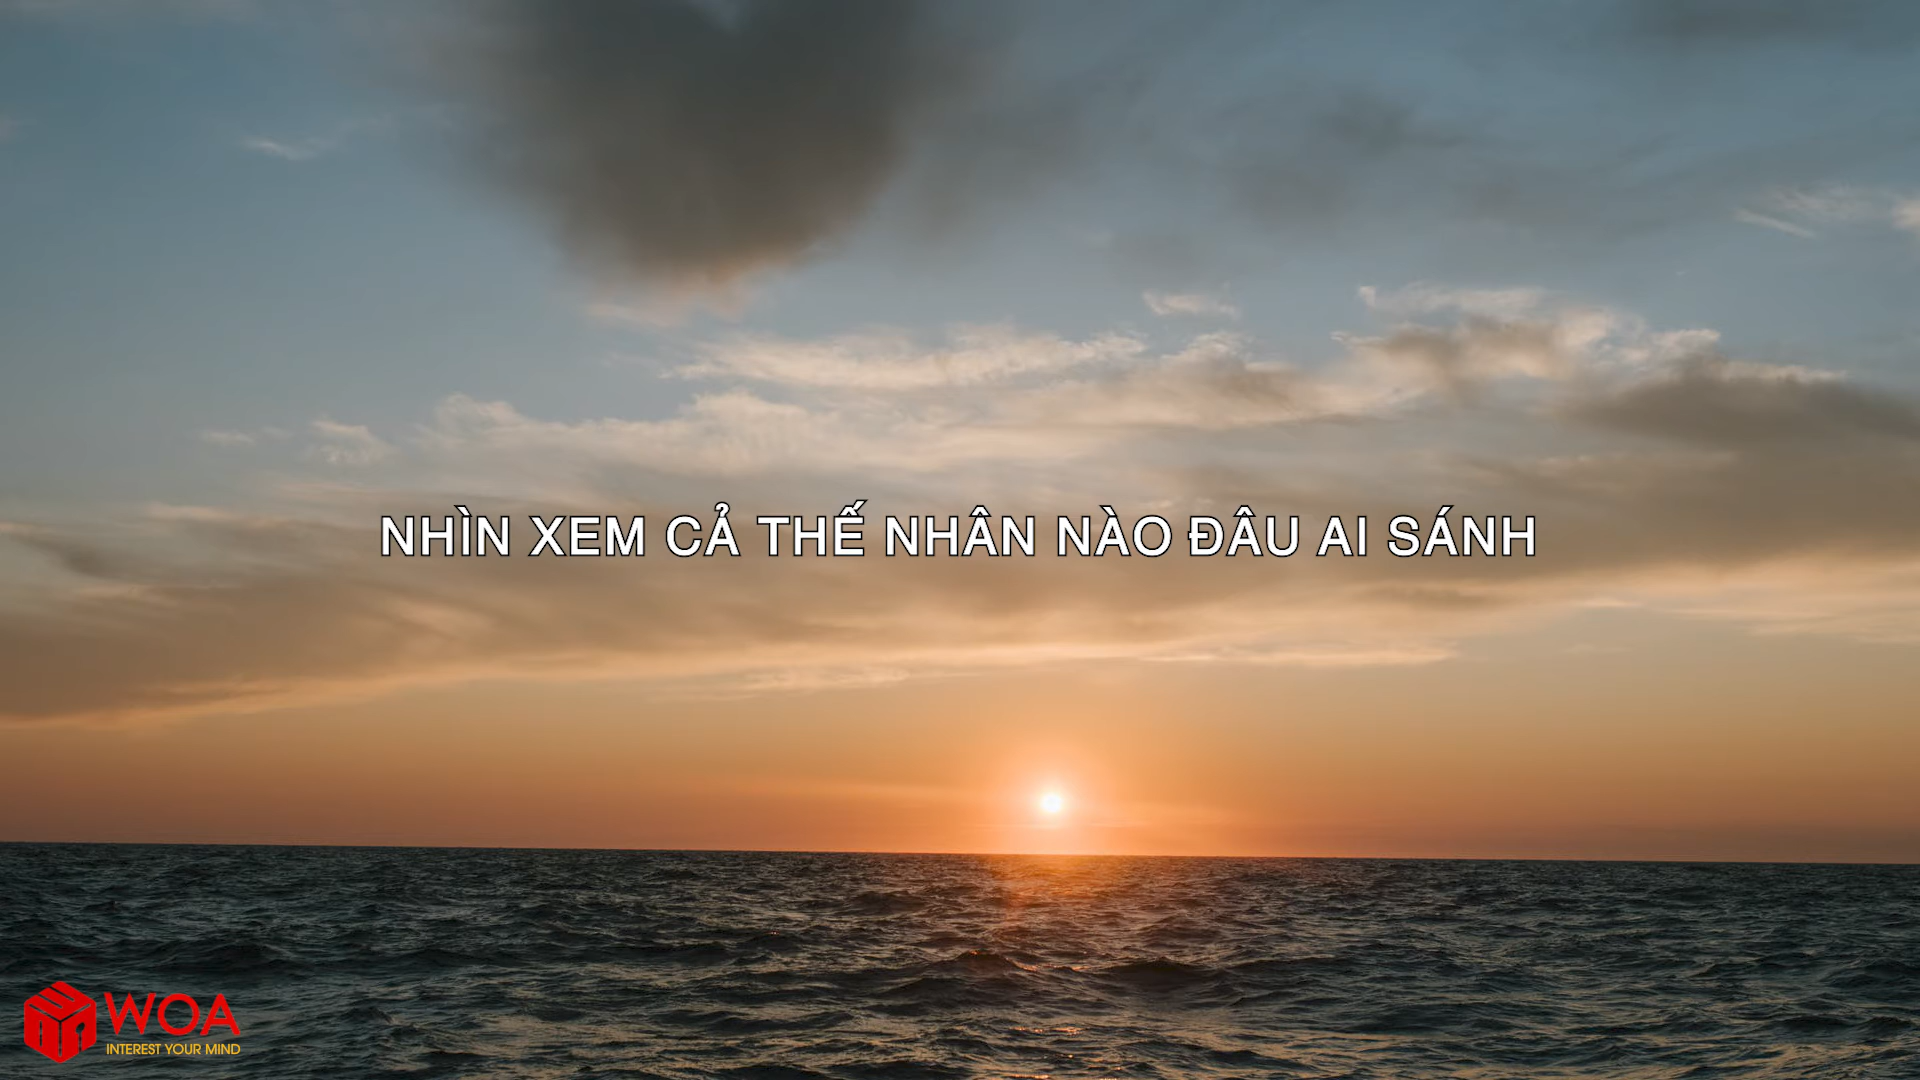 NHÌN XEM CẢ THẾ NHÂN NÀO ĐÂU AI SÁNH
WOA
INTEREST YOUR MIND